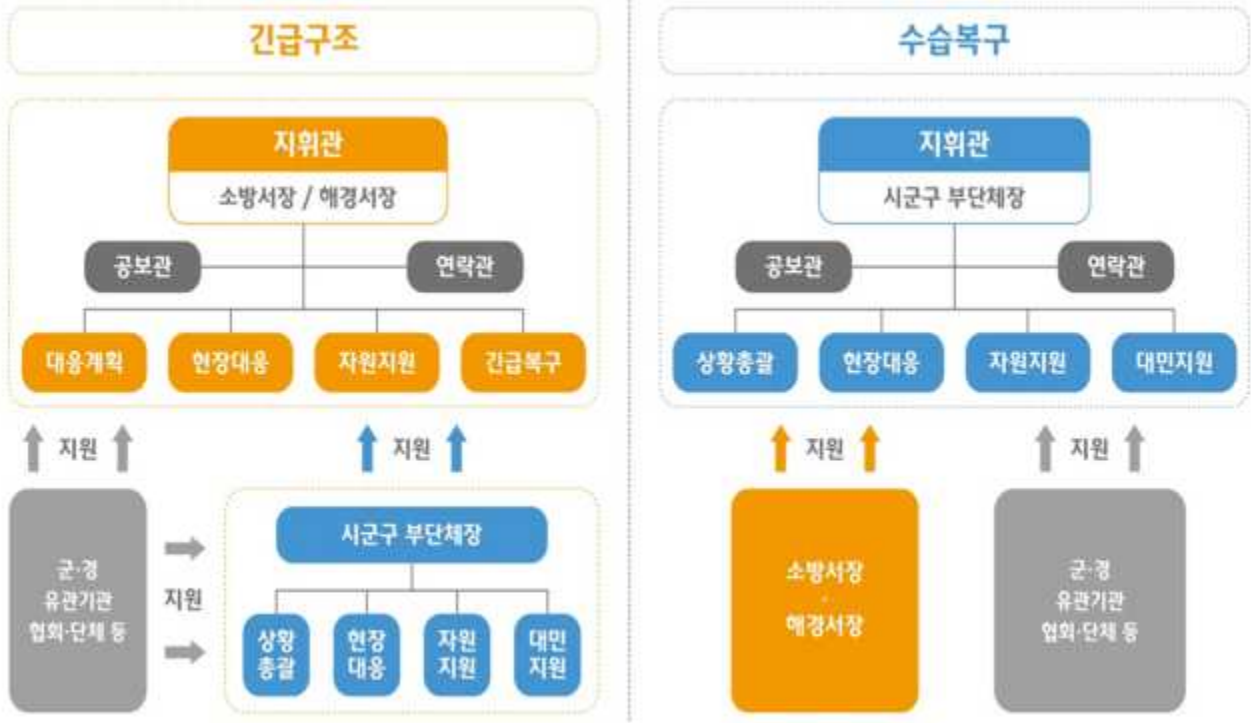 긴급구조
지휘관
소방서장 / 해경서장
공보관
연락관
대응계획
현장대응
자원지원
긴급복구
지원
지원
군·경
유관기관
협회·단체 등
지원
시군구 부단체장
상황
총괄
현장
대응
자원
지원
대민
지원
수습복구
지휘관
시군구 부단체장
공보관
연락관
상황총괄
현장대응
자원지원
대민지원
지원
지원
소방서장
·
해경서장
군·경
유관기관
협회·단체 등